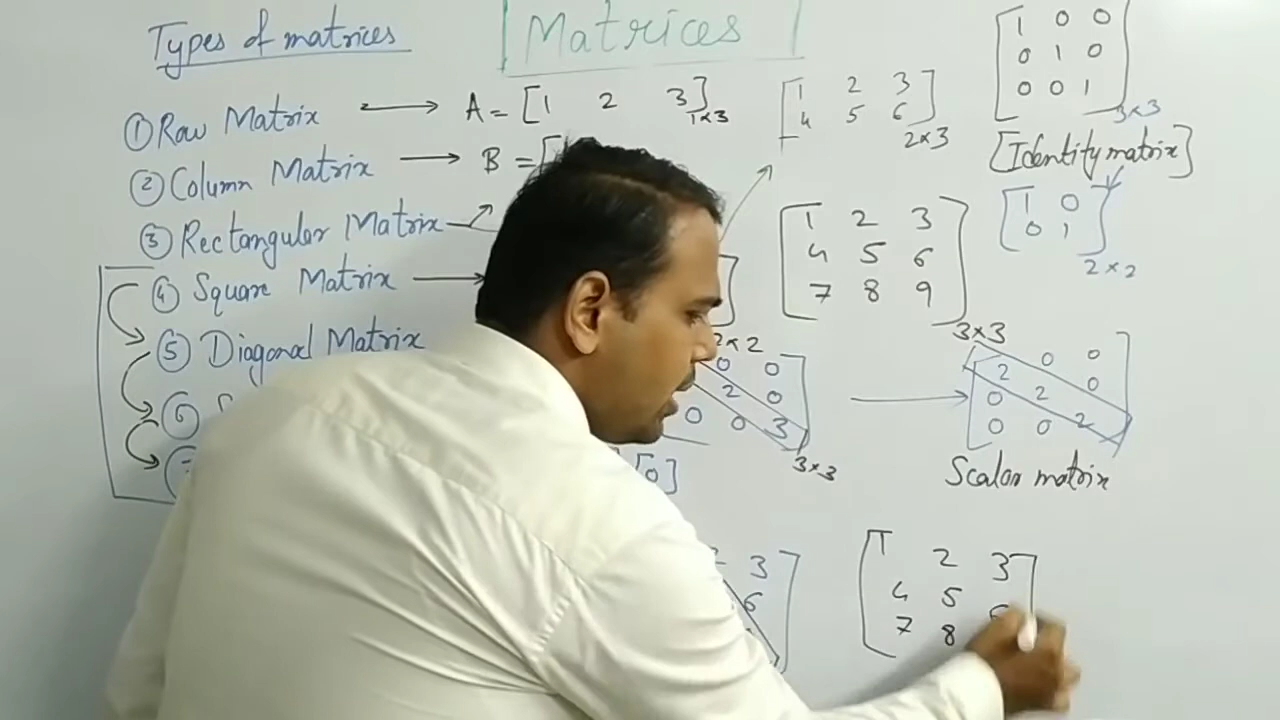 Types of matrices
Matrices
① Row Matrix → A = [1 2 3]1×3
② Column Matrix → B = [
③ Rectangular Matrix
④ Square Matrix →
⑤ Diagonal Matrix
⑥ S
[1 2 3
4 5 6]
2×3
[1 2 3
4 5 6
7 8 9]
3×3
[1 0 0
0 1 0
0 0 1]
3×3
[Identity matrix]
[1 0
0 1]
2×2
2×2
0 0
2 0
0 0 3]
3×3
→ [2 0 0
0 2 0
0 0 2]
Scalar matrix
[0]
3
6
[1 2 3
4 5 6
7 8